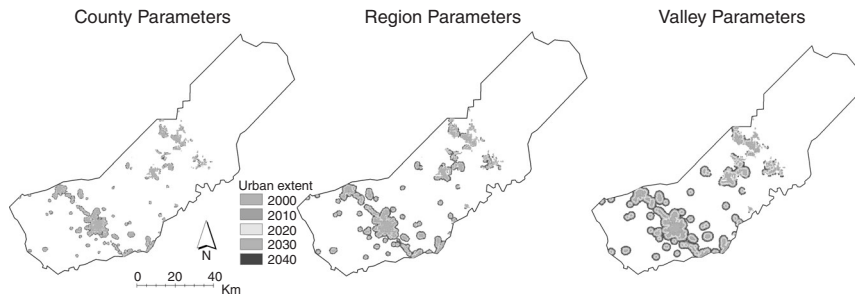 County Parameters
Region Parameters
Valley Parameters
Urban extent
2000
2010
2020
2030
2040
N
0 20 40
Km